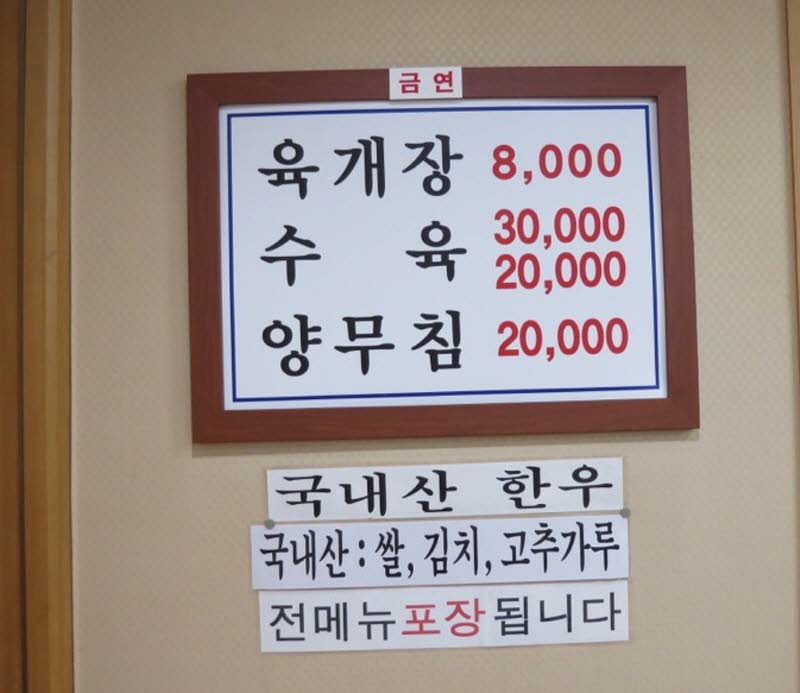 금연
육개장 8,000
수 육 30,000
20,000
양무침 20,000
국내산 한우
국내산 : 쌀, 김치, 고추가루
전메뉴포장됩니다